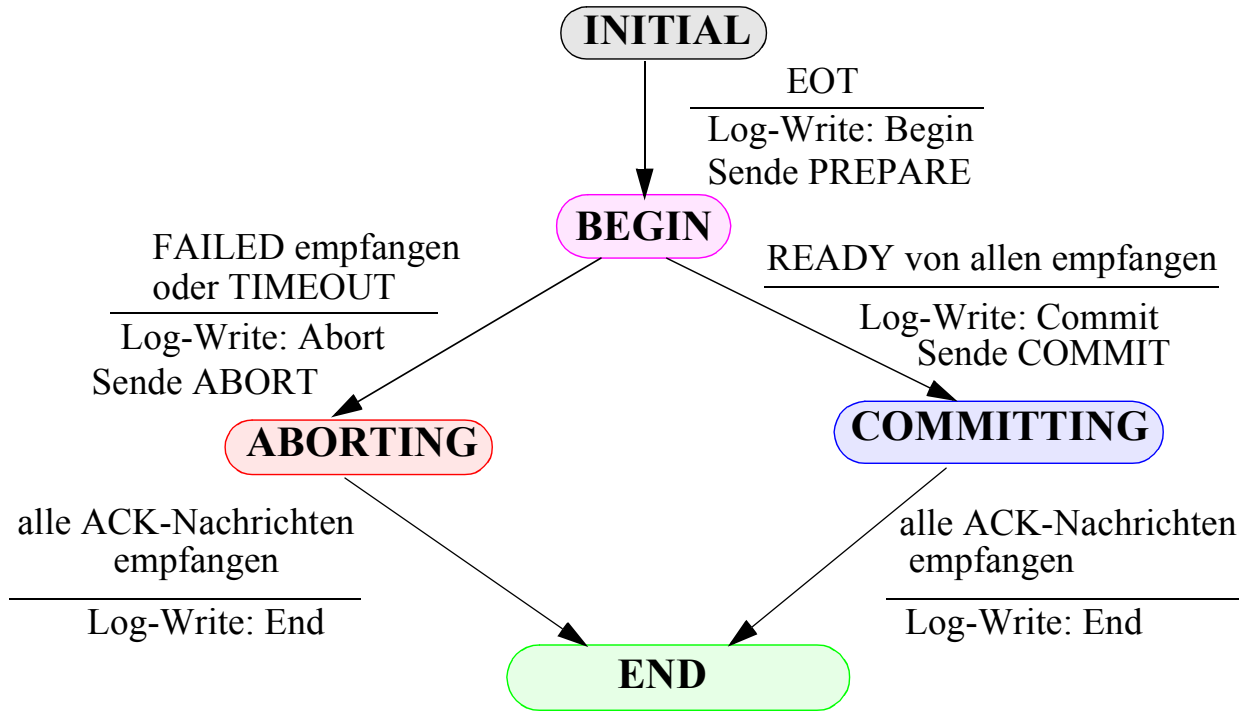 INITIAL
EOT
Log-Write: Begin
Sende PREPARE
BEGIN
FAILED empfangen
oder TIMEOUT
Log-Write: Abort
Sende ABORT
READY von allen empfangen
Log-Write: Commit
Sende COMMIT
ABORTING
COMMITTING
alle ACK-Nachrichten
empfangen
Log-Write: End
alle ACK-Nachrichten
empfangen
Log-Write: End
END